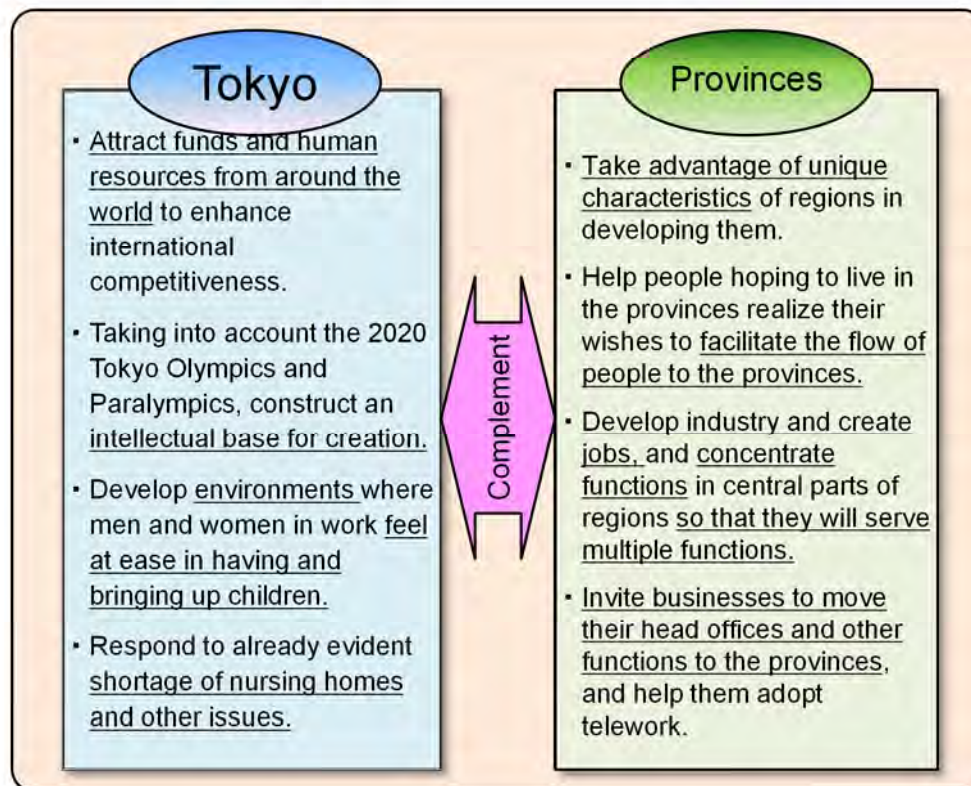 Tokyo
・Attract funds and human
resources from around the
world to enhance
international
competitiveness.
・Taking into account the 2020
Tokyo Olympics and
Paralympics, construct an
intellectual base for creation.
・Develop environments where
men and women in work feel
at ease in having and
bringing up children.
・Respond to already evident
shortage of nursing homes
and other issues.
Complement
Provinces
・Take advantage of unique
characteristics of regions in
developing them.
・Help people hoping to live in
the provinces realize their
wishes to facilitate the flow of
people to the provinces.
・Develop industry and create
jobs, and concentrate
functions in central parts of
regions so that they will serve
multiple functions.
・Invite businesses to move
their head offices and other
functions to the provinces,
and help them adopt
telework.